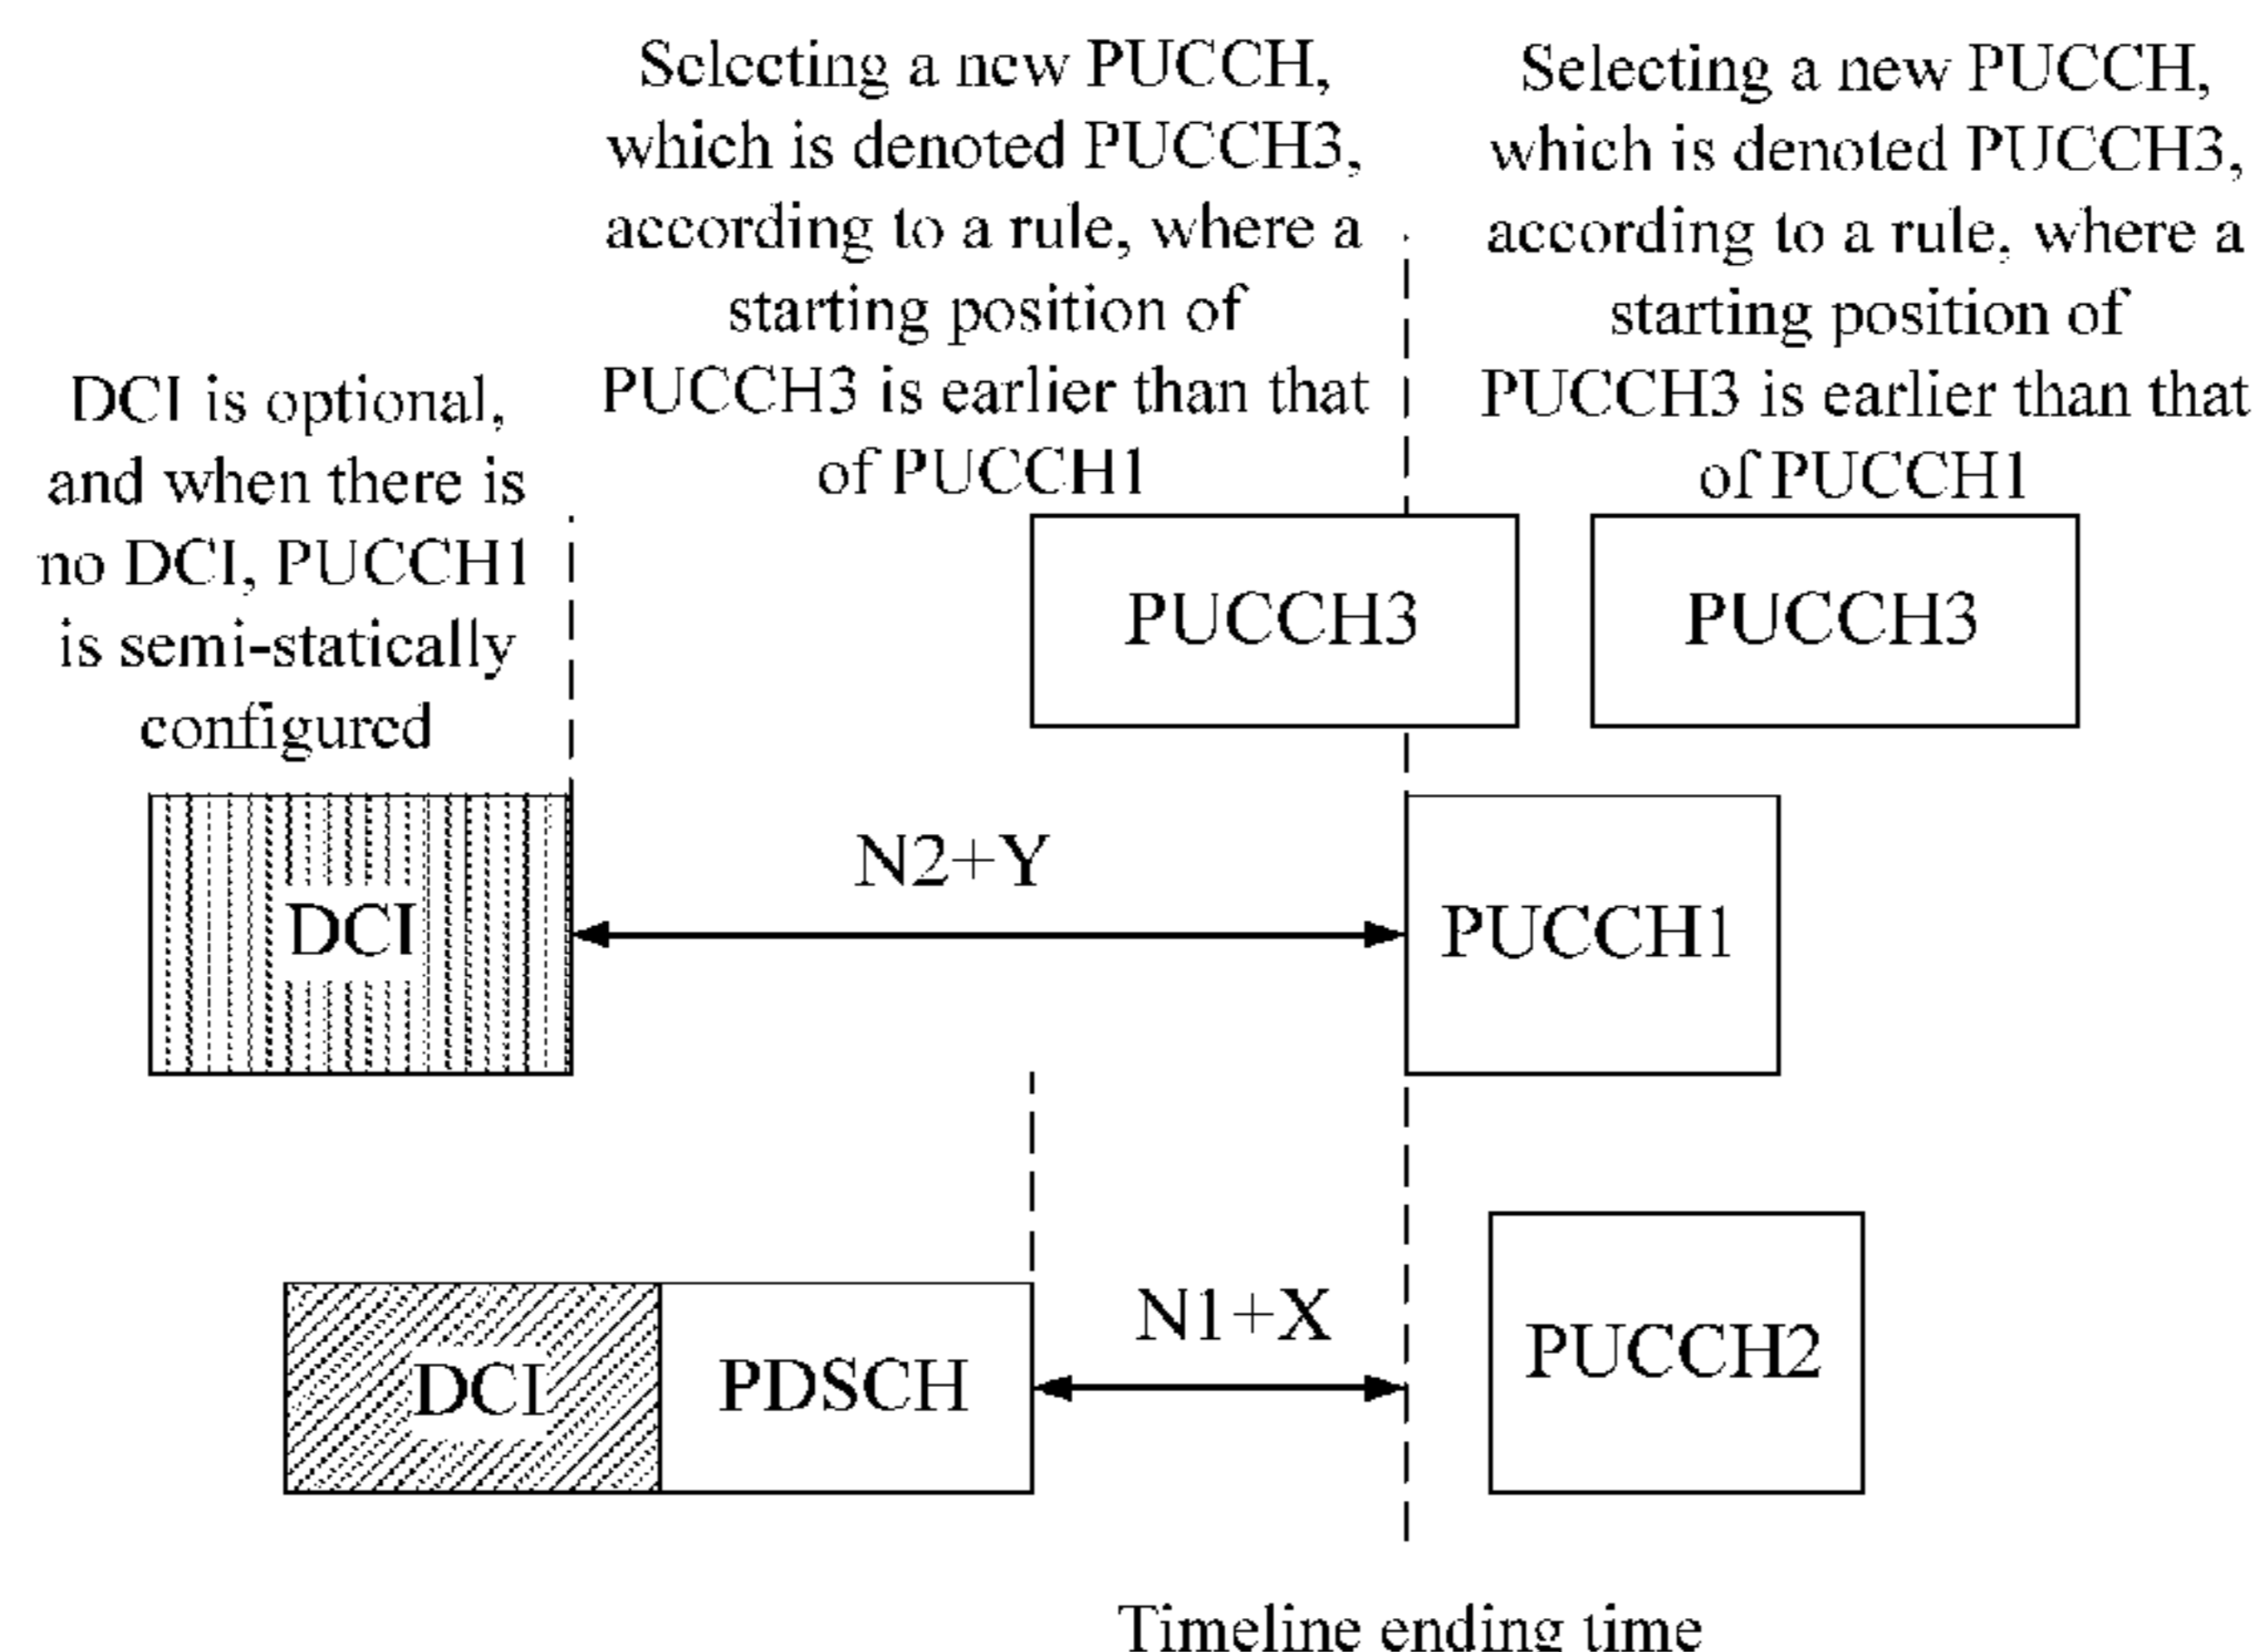 Selecting a new PUCCH,
which is denoted PUCCH3,
according to a rule, where a
starting position of
PUCCH3 is earlier than that
of PUCCH1
Selecting a new PUCCH,
which is denoted PUCCH3,
according to a rule, where a
starting position of
PUCCH3 is earlier than that
of PUCCH1
DCI is optional,
and when there is
no DCI, PUCCH1
is semi-statically
configured
PUCCH3
PUCCH3
DCI
N2+Y
PUCCH1
DCI
PDSCH
N1+X
PUCCH2
Timeline ending time